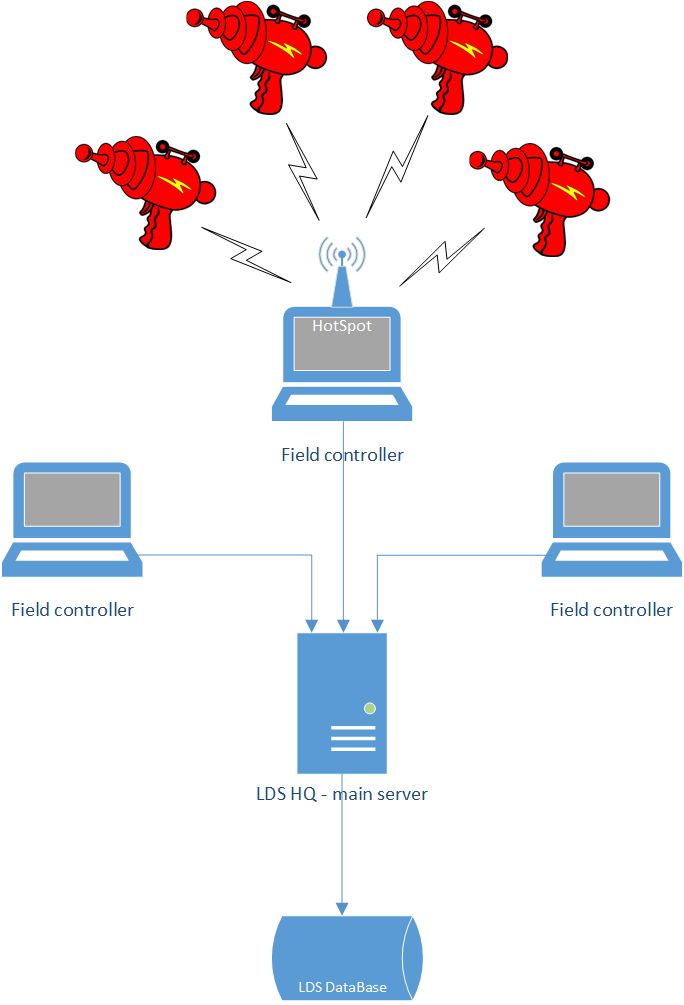 HotSpot
Field controller
Field controller
Field controller
LDS HQ - main server
LDS DataBase